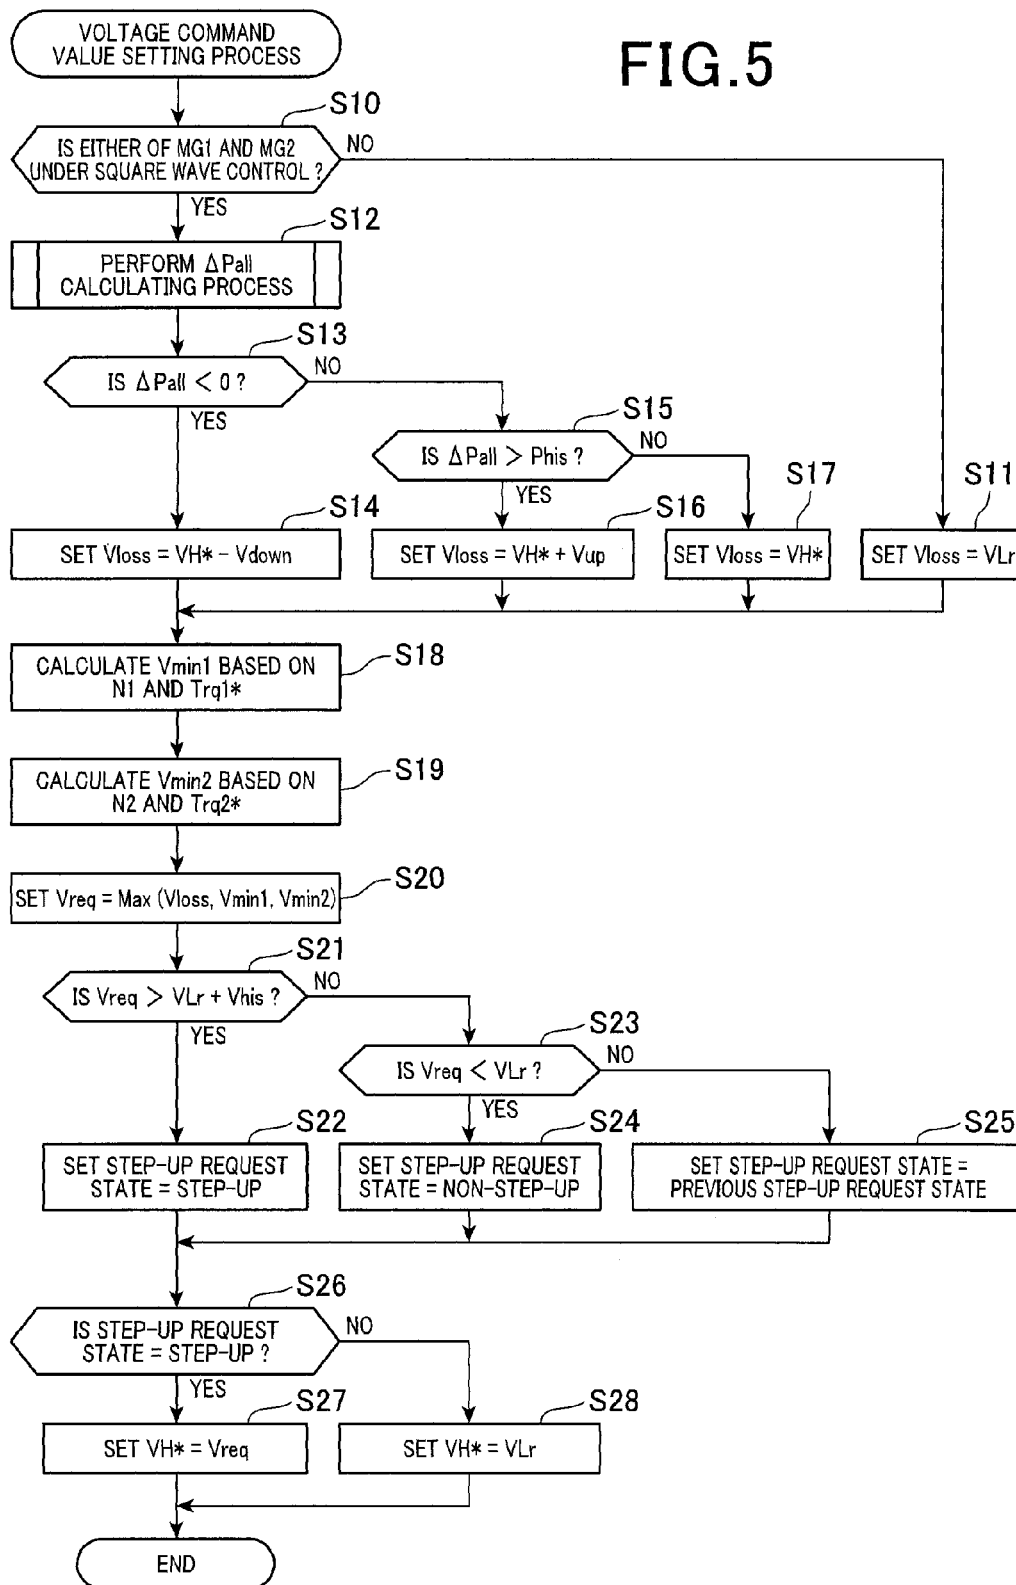 VOLTAGE COMMAND
VALUE SETTING PROCESS
FIG.5
S10
IS EITHER OF MG1 AND MG2
UNDER SQUARE WAVE CONTROL ?
NO
YES
S12
PERFORM ΔPall
CALCULATING PROCESS
S13
IS ΔPall < 0 ?
NO
YES
S15
IS ΔPall > Phis ?
NO
YES
S14
SET Vloss = VH* - Vdown
S16
SET Vloss = VH* + Vup
S17
SET Vloss = VH*
S11
SET Vloss = VLr
S18
CALCULATE Vmin1 BASED ON
N1 AND Trq1*
S19
CALCULATE Vmin2 BASED ON
N2 AND Trq2*
S20
SET Vreq = Max (Vloss, Vmin1, Vmin2)
S21
IS Vreq > VLr + Vhis ?
NO
YES
S23
IS Vreq < VLr ?
NO
YES
S22
SET STEP-UP REQUEST
STATE = STEP-UP
S24
SET STEP-UP REQUEST
STATE = NON-STEP-UP
S25
SET STEP-UP REQUEST STATE =
PREVIOUS STEP-UP REQUEST STATE
S26
IS STEP-UP REQUEST
STATE = STEP-UP ?
NO
YES
S27
SET VH* = Vreq
S28
SET VH* = VLr
END